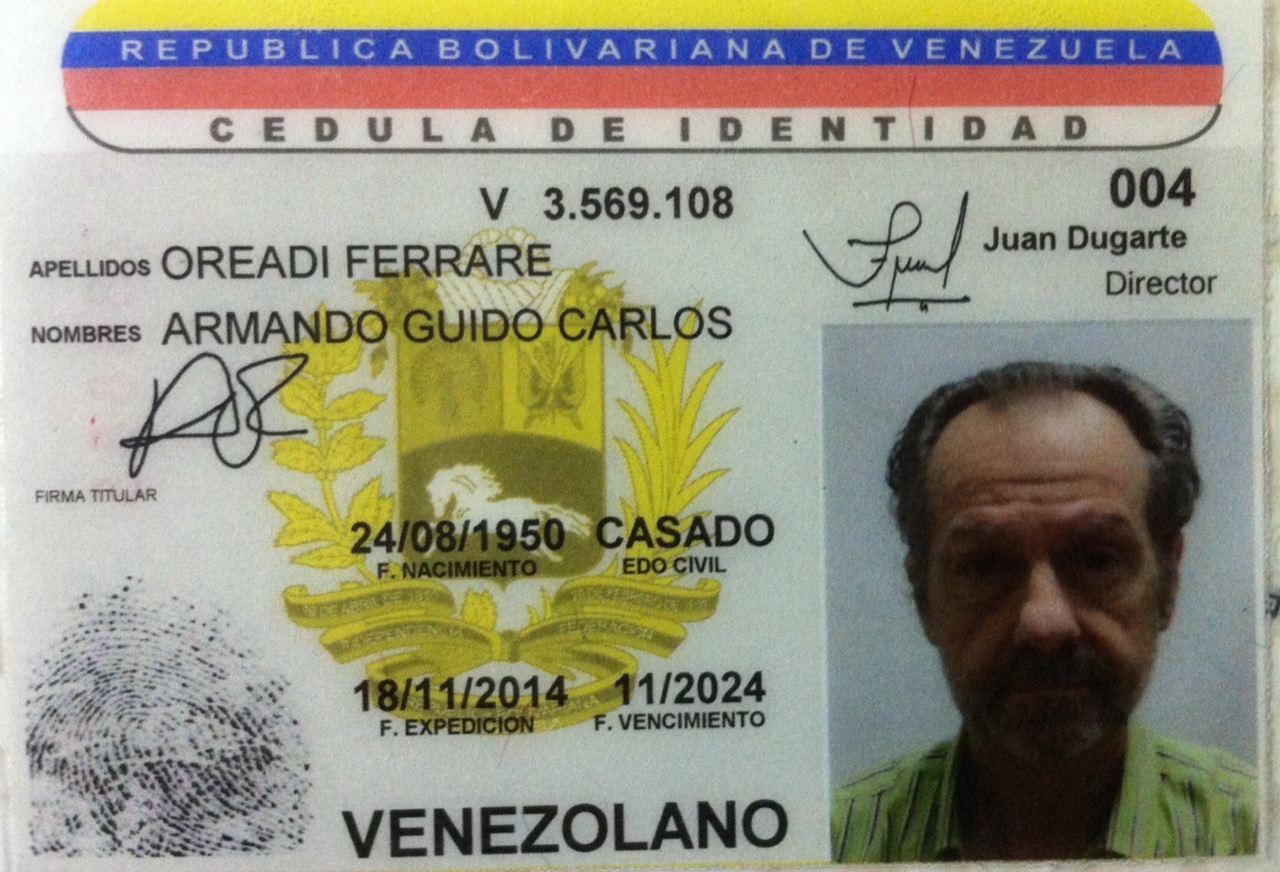 REPUBLICA BOLIVARIANA DE VENEZUELA
CEDULA DE IDENTIDAD
V 3.569.108
004
Juan Dugarte
Director
APELLIDOS OREADI FERRARE
NOMBRES ARMANDO GUIDO CARLOS
FIRMA TITULAR
24/08/1950 CASADO
F. NACIMIENTO EDO CIVIL
INDEPENDENCIA FEDERACION
18/11/2014 11/2024
F. EXPEDICION F. VENCIMIENTO
VENEZOLANO